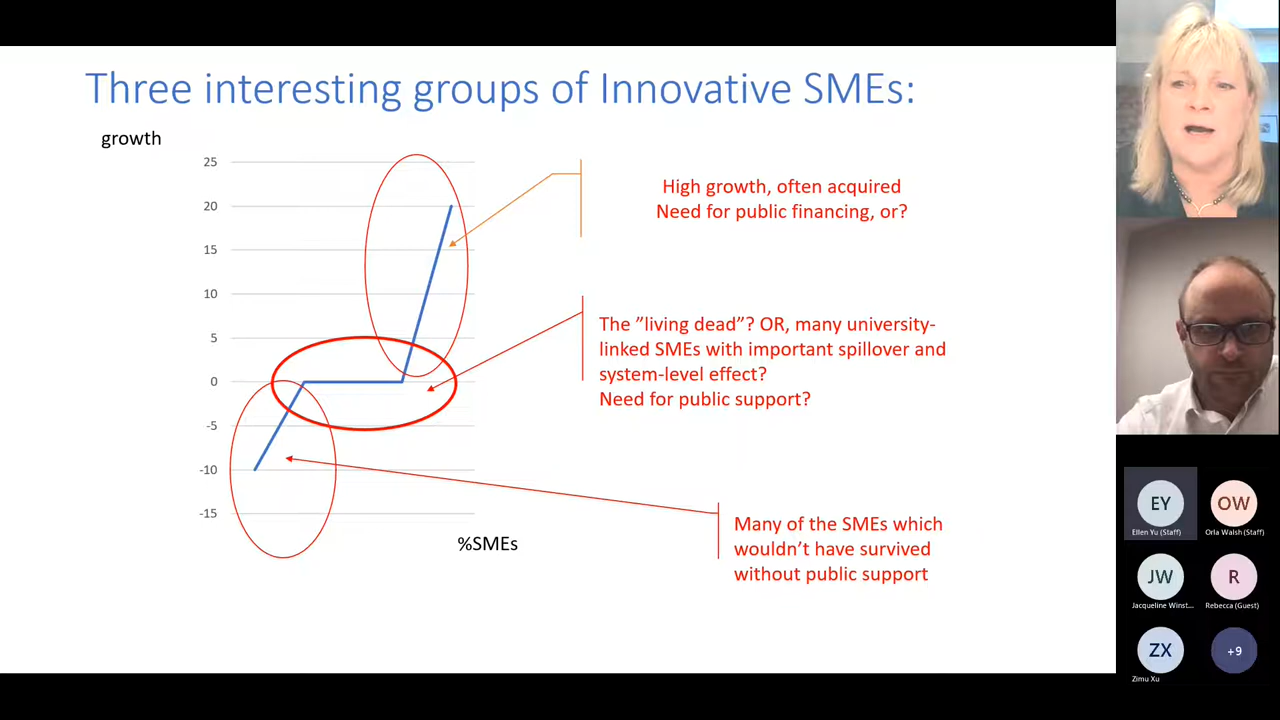 Three interesting groups of Innovative SMEs:
growth
25
20
15
10
5
0
-5
-10
-15
%SMEs
High growth, often acquired
Need for public financing, or?
The ”living dead”? OR, many university-
linked SMEs with important spillover and
system-level effect?
Need for public support?
Many of the SMEs which
wouldn’t have survived
without public support
EY
Ellen Yu (Staff)
OW
Orla Walsh (Staff)
JW
Jacqueline Winst...
R
Rebecca (Guest)
ZX
Zimu Xu
+9